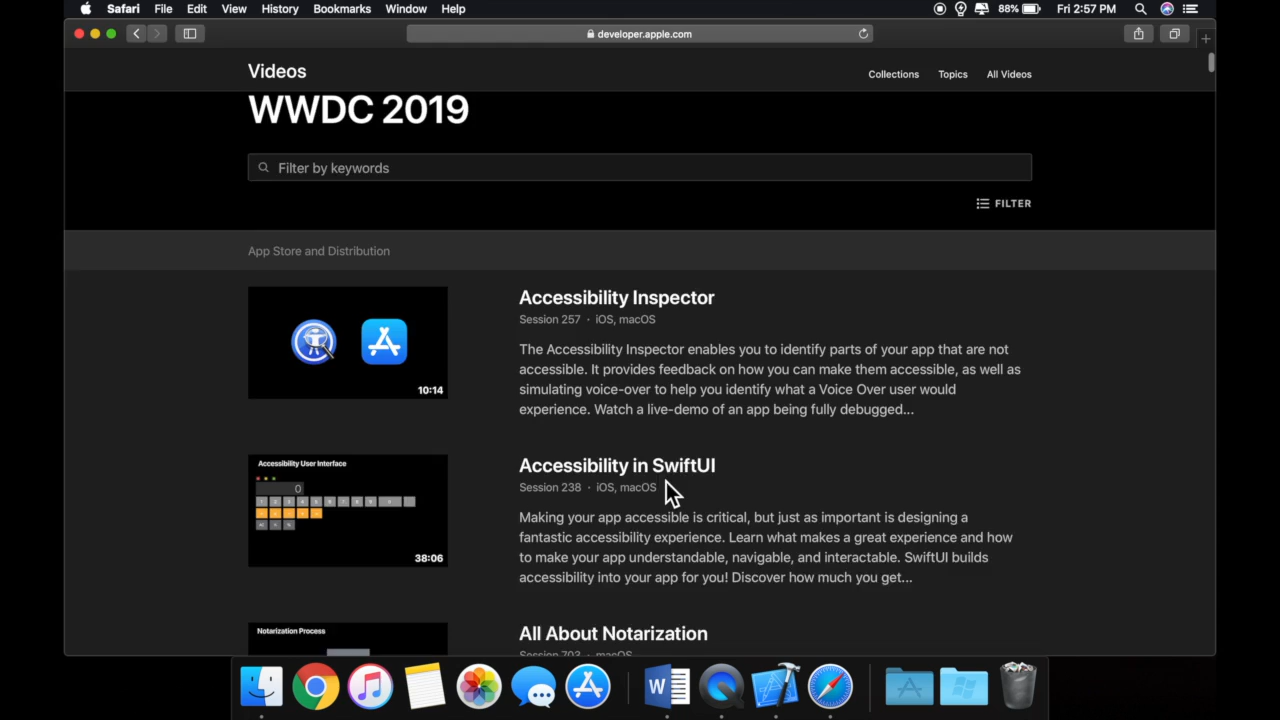 Safari File Edit View History Bookmarks Window Help 88% Fri 2:57 PM
developer.apple.com
Videos Collections Topics All Videos
WWDC 2019
Filter by keywords
FILTER
App Store and Distribution
10:14
Accessibility Inspector
Session 257 · iOS, macOS
The Accessibility Inspector enables you to identify parts of your app that are not
accessible. It provides feedback on how you can make them accessible, as well as
simulating voice-over to help you identify what a Voice Over user would
experience. Watch a live-demo of an app being fully debugged...
Accessibility User Interface
0
38:06
Accessibility in SwiftUI
Session 238 · iOS, macOS
Making your app accessible is critical, but just as important is designing a
fantastic accessibility experience. Learn what makes a great experience and how
to make your app understandable, navigable, and interactable. SwiftUI builds
accessibility into your app for you! Discover how much you get...
Notarization Process
All About Notarization
Session 703 · macOS
W